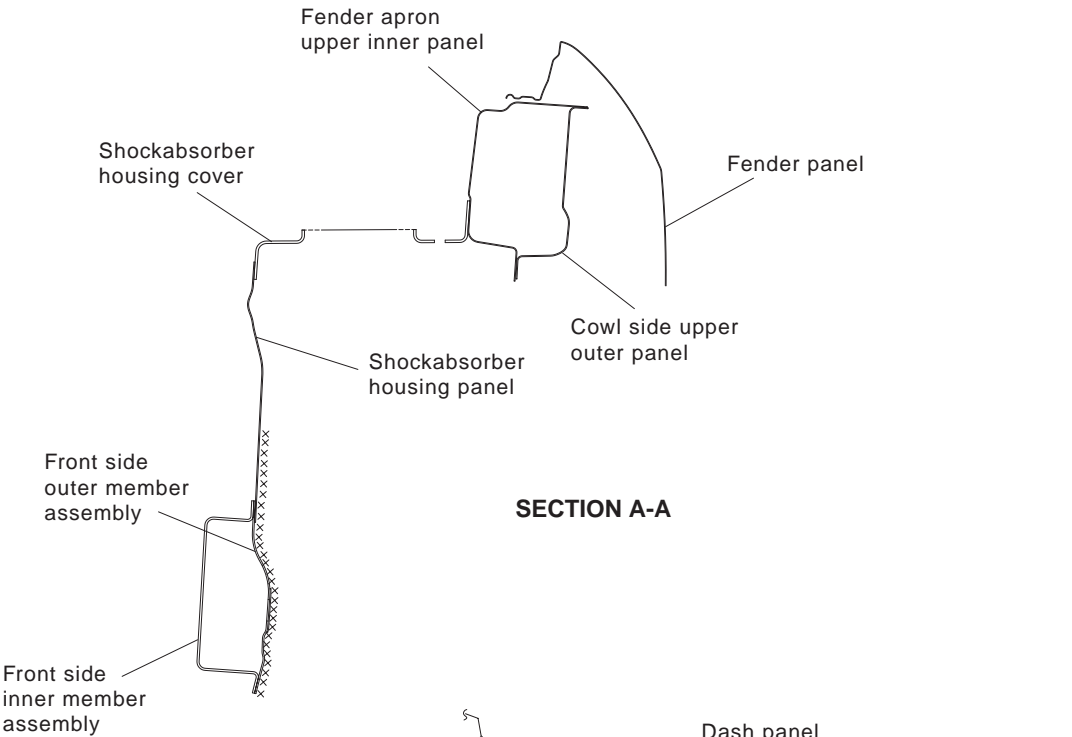 Fender apron
upper inner panel
Shockabsorber
housing cover
Fender panel
Cowl side upper
outer panel
Shockabsorber
housing panel
Front side
outer member
assembly
SECTION A-A
Front side
inner member
assembly
Dash panel